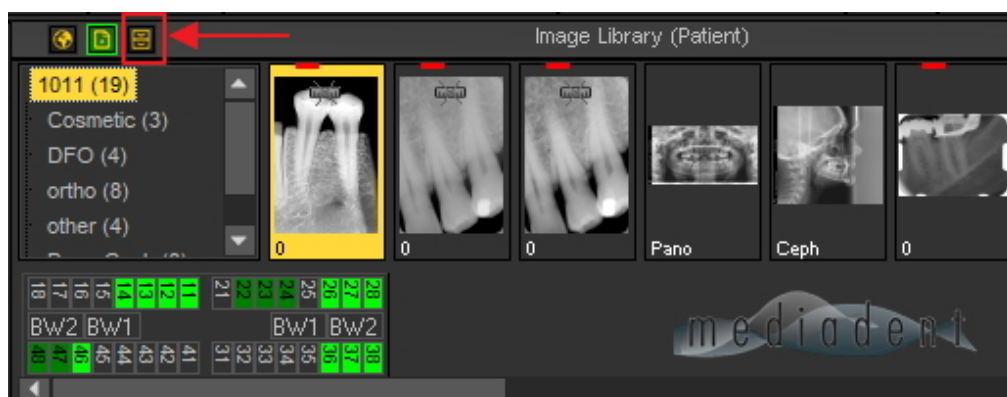 Image Library (Patient)
1011 (19)
Cosmetic (3)
DFO (4)
ortho (8)
other (4)
0
0
0
Pano
Ceph
0
18 17 16 15 14 13 12 11 21 22 23 24 25 26 27 28
BW2 BW1 BW1 BW2
48 47 46 45 44 43 42 41 31 32 33 34 35 36 37 38
mediadent